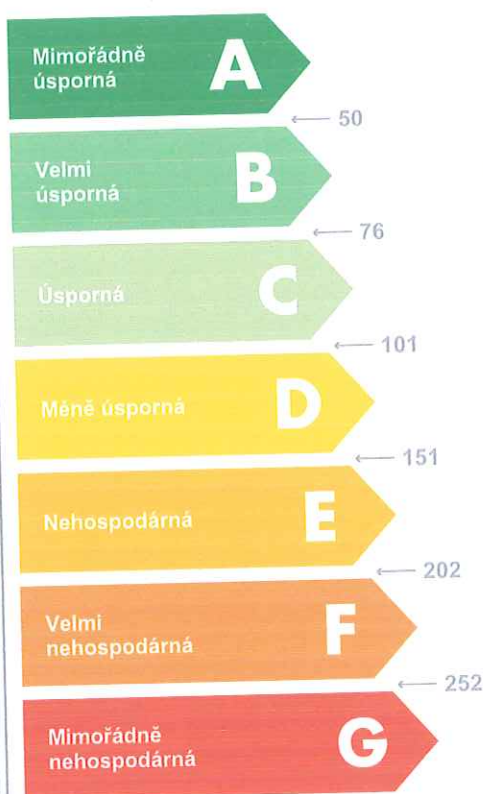 Mimořádně
úsporná
A
← 50
Velmi
úsporná
B
← 76
Úsporná
C
← 101
Méně úsporná
D
← 151
Nehospodárná
E
← 202
Velmi
nehospodárná
F
← 252
Mimořádně
nehospodárná
G